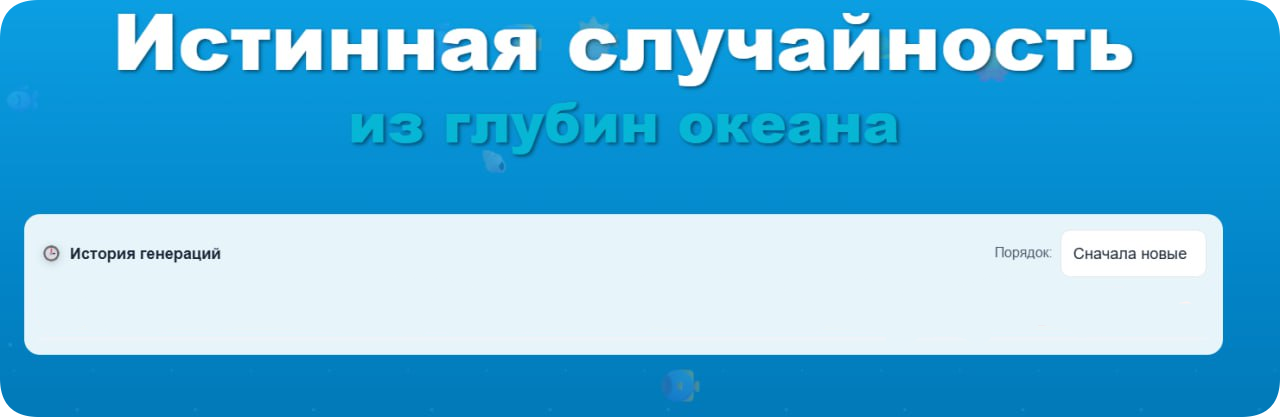 Истинная случайность
из глубин океана
История генераций
Порядок: Сначала новые